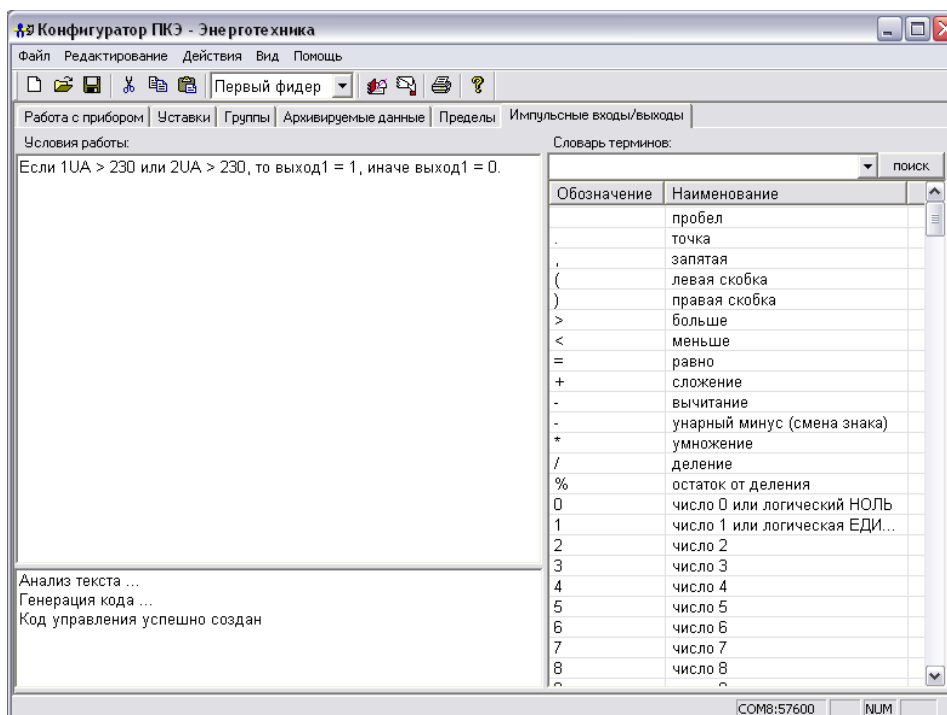 Конфигуратор ПКЭ - Энерготехника
Файл Редактирование Действия Вид Помощь
Первый фидер
Работа с прибором Уставки Группы Архивируемые данные Пределы Импульсные входы/выходы
Условия работы:
Если 1UA > 230 или 2UA > 230, то выход1 = 1, иначе выход1 = 0.
Анализ текста ...
Генерация кода ...
Код управления успешно создан
Словарь терминов:
поиск
Обозначение Наименование
пробел
. точка
, запятая
( левая скобка
) правая скобка
> больше
< меньше
= равно
+ сложение
- вычитание
- унарный минус (смена знака)
* умножение
/ деление
% остаток от деления
0 число 0 или логический НОЛЬ
1 число 1 или логическая ЕДИ...
2 число 2
3 число 3
4 число 4
5 число 5
6 число 6
7 число 7
8 число 8
COM8:57600 NUM